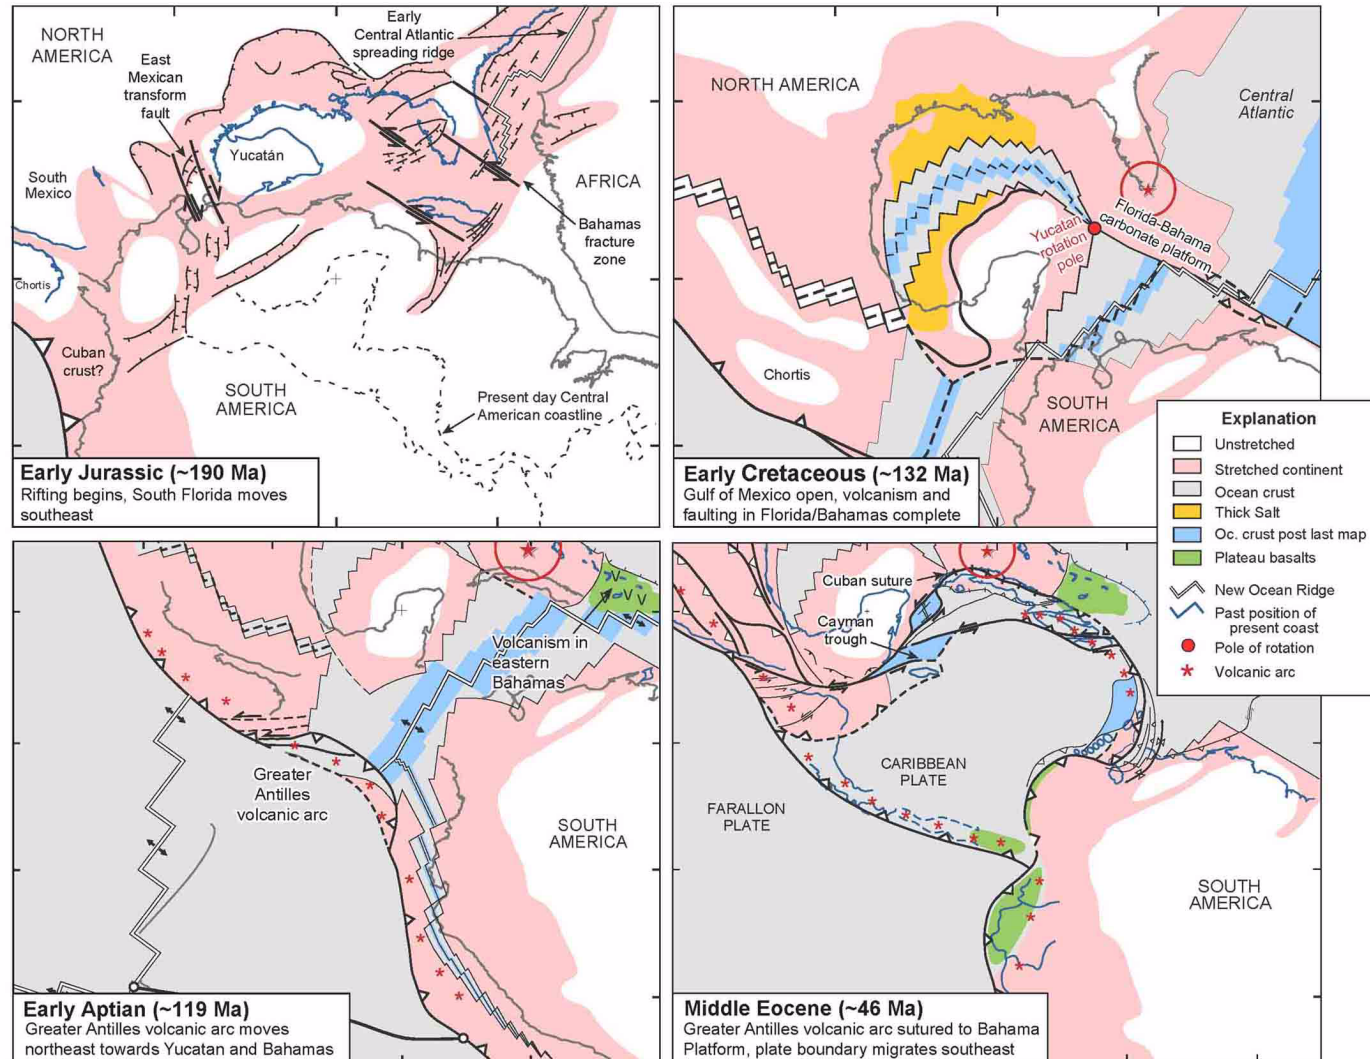 NORTH
AMERICA
East
Mexican
transform
fault
Early
Central Atlantic
spreading ridge
Yucatán
South
Mexico
AFRICA
Bahamas
fracture
zone
Chortis
Cuban
crust?
SOUTH
AMERICA
Present day Central
American coastline
Early Jurassic (~190 Ma)
Rifting begins, South Florida moves
southeast
NORTH AMERICA
Central
Atlantic
Yucatan
rotation
pole
Florida-Bahama
carbonate platform
Chortis
SOUTH
AMERICA
Early Cretaceous (~132 Ma)
Gulf of Mexico open, volcanism and
faulting in Florida/Bahamas complete
Explanation
Unstretched
Stretched continent
Ocean crust
Thick Salt
Oc. crust post last map
Plateau basalts
New Ocean Ridge
Past position of
present coast
Pole of rotation
Volcanic arc
V
V
V
Volcanism in
eastern
Bahamas
Greater
Antilles
volcanic arc
SOUTH
AMERICA
Early Aptian (~119 Ma)
Greater Antilles volcanic arc moves
northeast towards Yucatan and Bahamas
Cuban suture
Cayman
trough
CARIBBEAN
PLATE
FARALLON
PLATE
SOUTH
AMERICA
Middle Eocene (~46 Ma)
Greater Antilles volcanic arc sutured to Bahama
Platform, plate boundary migrates southeast